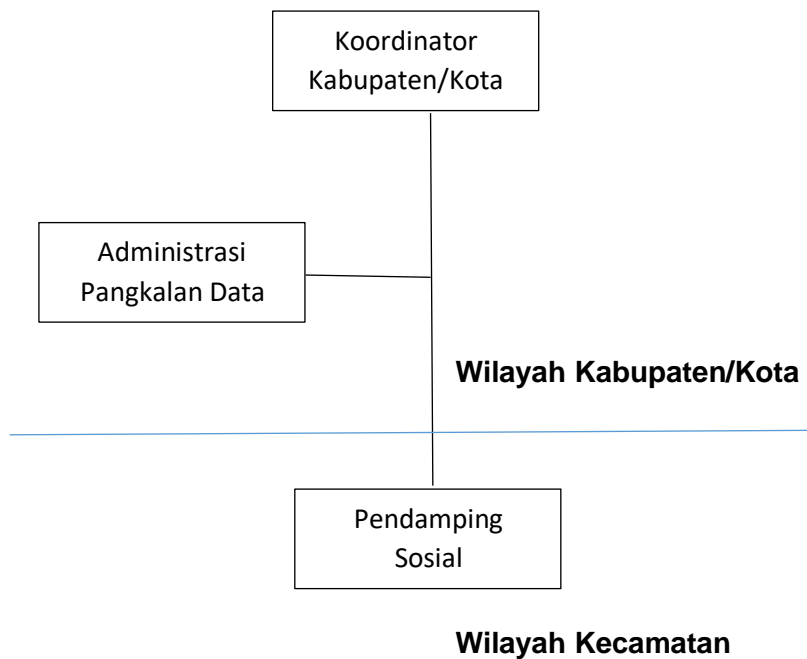 Koordinator
Kabupaten/Kota
Administrasi
Pangkalan Data
Wilayah Kabupaten/Kota
Pendamping
Sosial
Wilayah Kecamatan